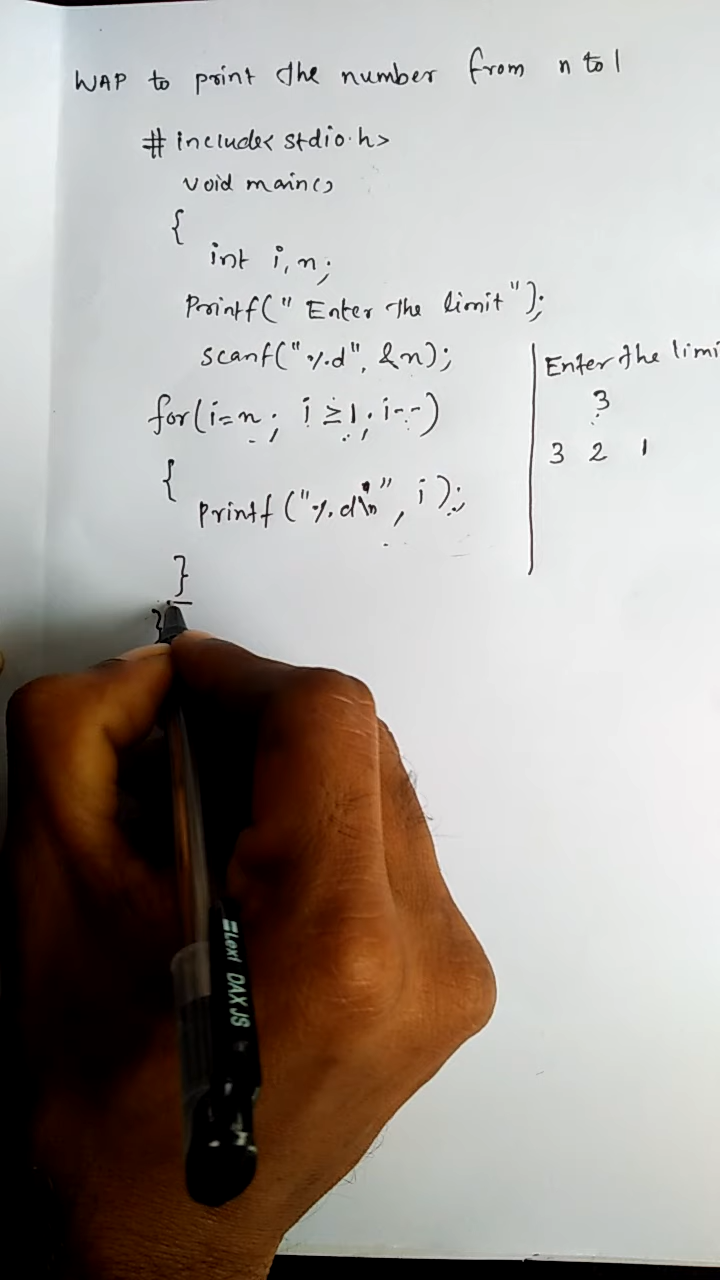 WAP to print the number from n to 1
#include<stdio.h>
void main()
{
int i,n;
Printf(" Enter the limit");
scanf("%d", &n);
for(i=n; i≥1; i--)
{
printf("%d\n", i);
}
}
Enter the limi
3
3 2 1
Lexi DAX JS